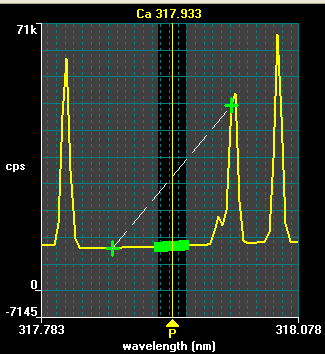 Ca 317.933
71k
cps
0
-7145
317.783 318.078
P
wavelength (nm)